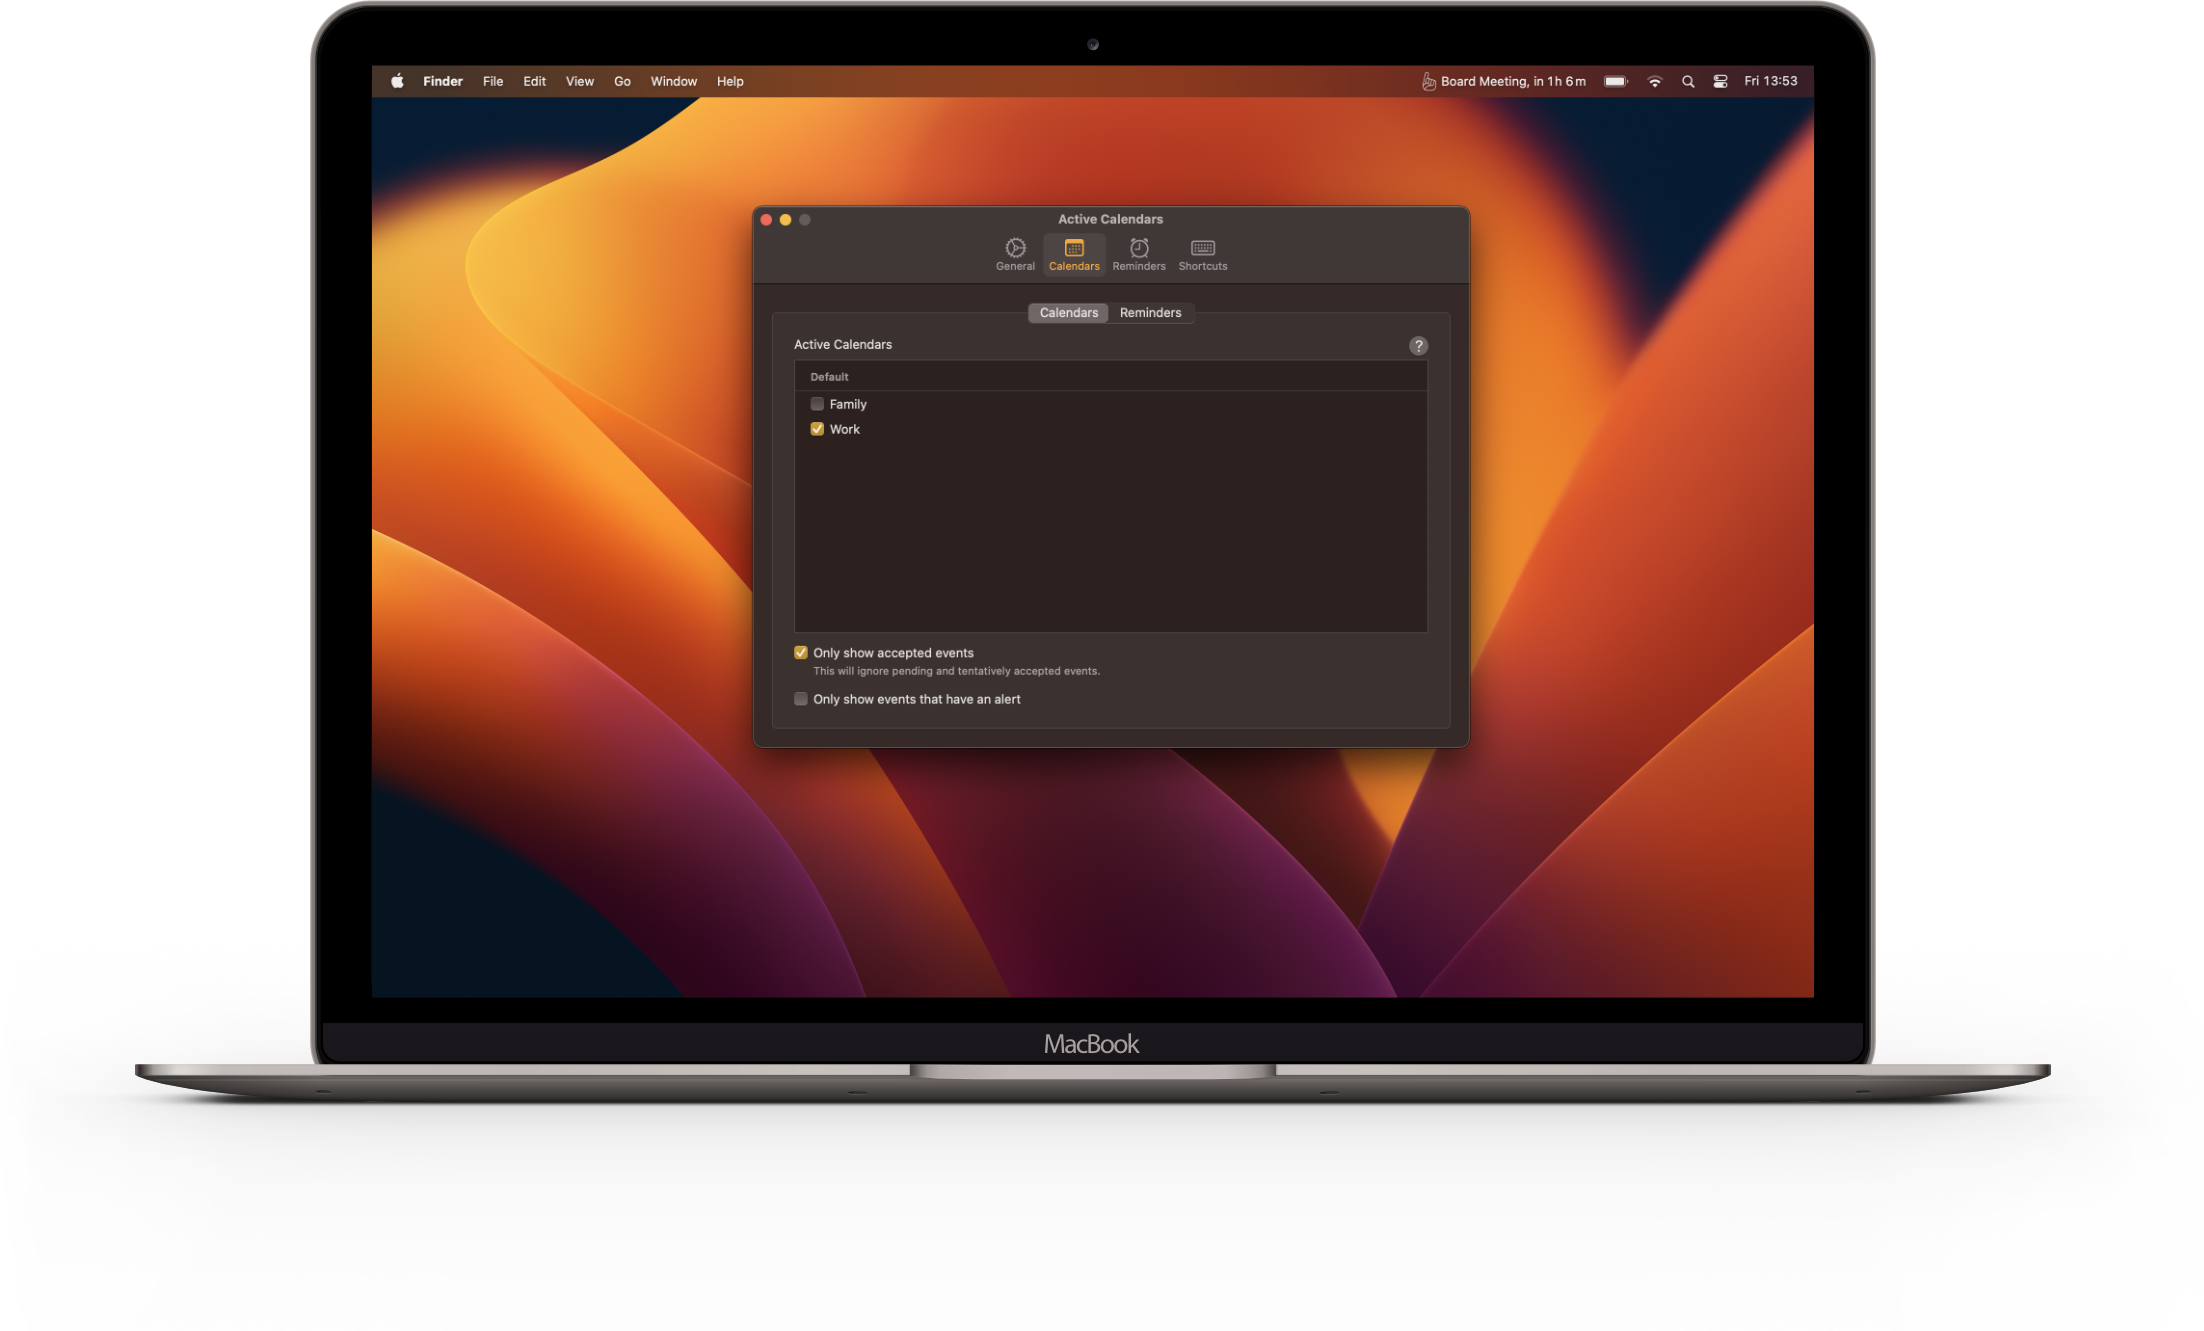 Finder File Edit View Go Window Help Board Meeting, in 1h 6m Fri 13:53
Active Calendars
General Calendars Reminders Shortcuts
Calendars Reminders
Active Calendars ?
Default
Family
Work
Only show accepted events
This will ignore pending and tentatively accepted events.
Only show events that have an alert
MacBook